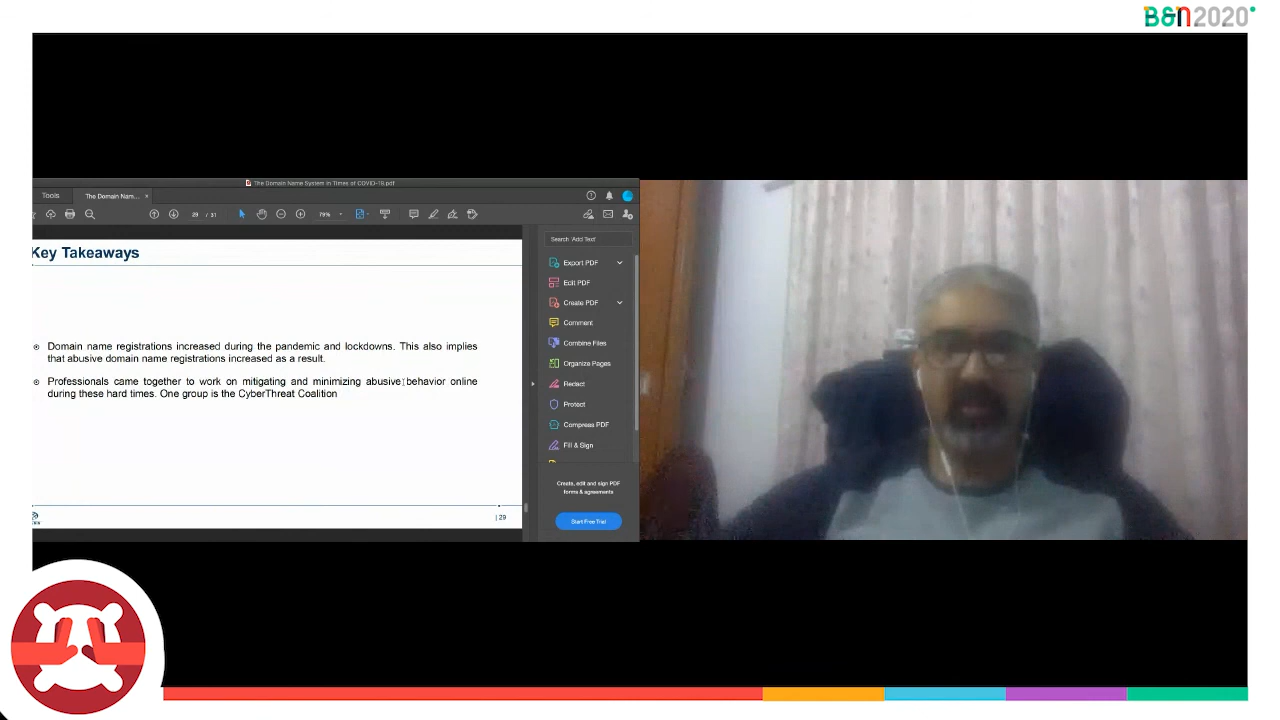 B&n2020
The Domain Name System in Times of COVID-19.pdf
Tools
The Domain Nam... ×
29 / 31
79%
Search 'Add Text'
Key Takeaways
Export PDF
Edit PDF
Create PDF
Comment
Combine Files
Organize Pages
Redact
Protect
Compress PDF
Fill & Sign
Domain name registrations increased during the pandemic and lockdowns. This also implies
that abusive domain name registrations increased as a result.
Professionals came together to work on mitigating and minimizing abusive behavior online
during these hard times. One group is the CyberThreat Coalition
Create, edit and sign PDF
forms & agreements
Start Free Trial
| 29